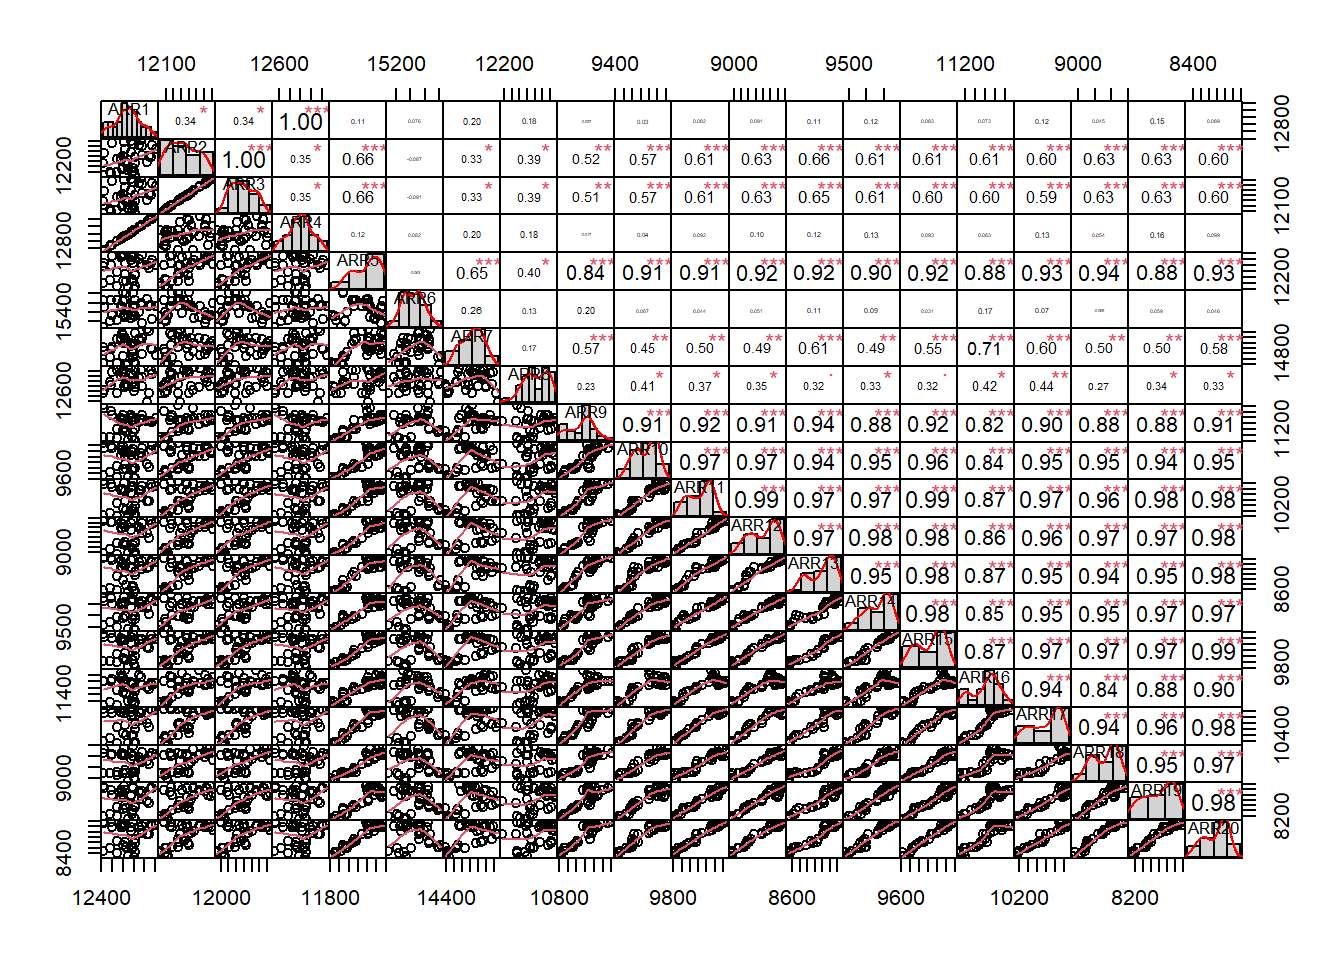 12100 12600 15200 12200 9400 9000 9500 11200 9000 8400
ARR1 0.34 * 0.34 * 1.00 *** 0.11 0.076 0.20 0.18 0.082 0.091 0.11 0.12 0.083 0.073 0.12 0.15 0.089 12800
12200 ARR2 1.00 *** 0.35 * 0.66 *** -0.087 0.33 * 0.39 * 0.52 ** 0.57 *** 0.61 *** 0.63 *** 0.66 *** 0.61 *** 0.61 *** 0.61 *** 0.60 *** 0.63 *** 0.63 *** 0.60 ***
ARR3 0.35 * 0.66 *** -0.091 0.33 * 0.39 * 0.51 ** 0.57 *** 0.61 *** 0.63 *** 0.65 *** 0.61 *** 0.60 *** 0.60 *** 0.59 *** 0.63 *** 0.63 *** 0.60 *** 12100
12800 ARR4 0.12 0.082 0.20 0.18 0.04 0.092 0.10 0.12 0.13 0.093 0.083 0.13 0.054 0.16 0.098
ARR5 0.65 *** 0.40 * 0.84 *** 0.91 *** 0.91 *** 0.92 *** 0.92 *** 0.90 *** 0.92 *** 0.88 *** 0.93 *** 0.94 *** 0.88 *** 0.93 *** 12200
15400 ARR6 0.26 0.13 0.20 0.067 0.044 0.051 0.11 0.09 0.031 0.17 0.07 0.059 0.046
ARR7 0.17 0.57 *** 0.45 ** 0.50 ** 0.49 ** 0.61 *** 0.49 ** 0.55 *** 0.71 *** 0.60 *** 0.50 ** 0.50 ** 0.58 *** 14800
12600 ARR8 0.23 0.41 * 0.37 * 0.35 * 0.32 . 0.33 * 0.32 . 0.42 * 0.44 ** 0.27 0.34 * 0.33 *
ARR9 0.91 *** 0.92 *** 0.91 *** 0.94 *** 0.88 *** 0.92 *** 0.82 *** 0.90 *** 0.88 *** 0.88 *** 0.91 *** 11200
9600 ARR10 0.97 *** 0.97 *** 0.94 *** 0.95 *** 0.96 *** 0.84 *** 0.95 *** 0.95 *** 0.94 *** 0.95 ***
ARR11 0.99 *** 0.97 *** 0.97 *** 0.99 *** 0.87 *** 0.97 *** 0.96 *** 0.98 *** 0.98 *** 10200
9000 ARR12 0.97 *** 0.98 *** 0.98 *** 0.86 *** 0.96 *** 0.97 *** 0.97 *** 0.98 ***
ARR13 0.95 *** 0.98 *** 0.87 *** 0.95 *** 0.94 *** 0.95 *** 0.98 *** 8600
9500 ARR14 0.98 *** 0.85 *** 0.95 *** 0.95 *** 0.97 *** 0.97 ***
ARR15 0.87 *** 0.97 *** 0.97 *** 0.97 *** 0.99 *** 9800
11400 ARR16 0.94 *** 0.84 *** 0.88 *** 0.90 ***
ARR17 0.94 *** 0.96 *** 0.98 *** 10400
9000 ARR18 0.95 *** 0.97 ***
ARR19 0.98 *** 8200
8400 ARR20
12400 12000 11800 14400 10800 9800 8600 9600 10200 8200